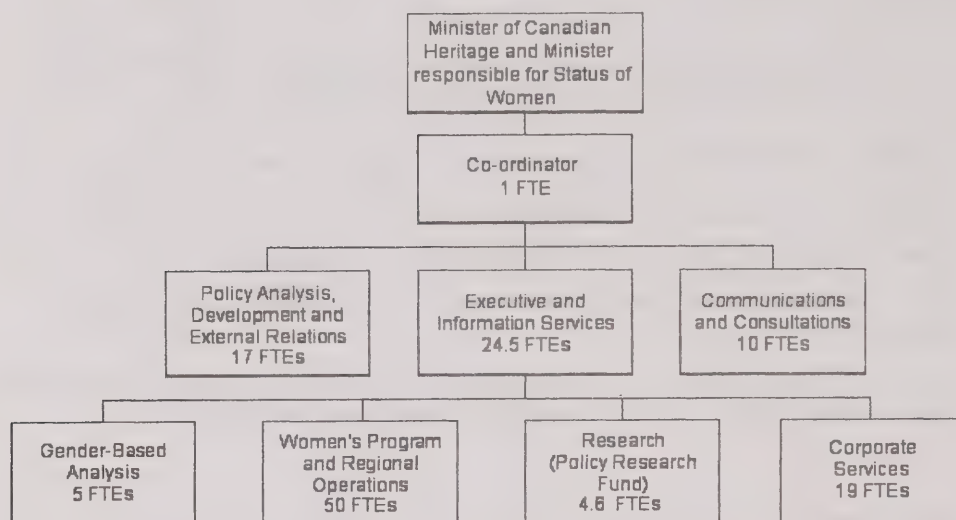 Minister of Canadian
Heritage and Minister
responsible for Status of
Women
Co-ordinator
1 FTE
Policy Analysis,
Development and
External Relations
17 FTEs
Executive and
Information Services
24.5 FTEs
Communications
and Consultations
10 FTEs
Gender-Based
Analysis
5 FTEs
Women's Program
and Regional
Operations
50 FTEs
Research
(Policy Research
Fund)
4.6 FTEs
Corporate
Services
19 FTEs